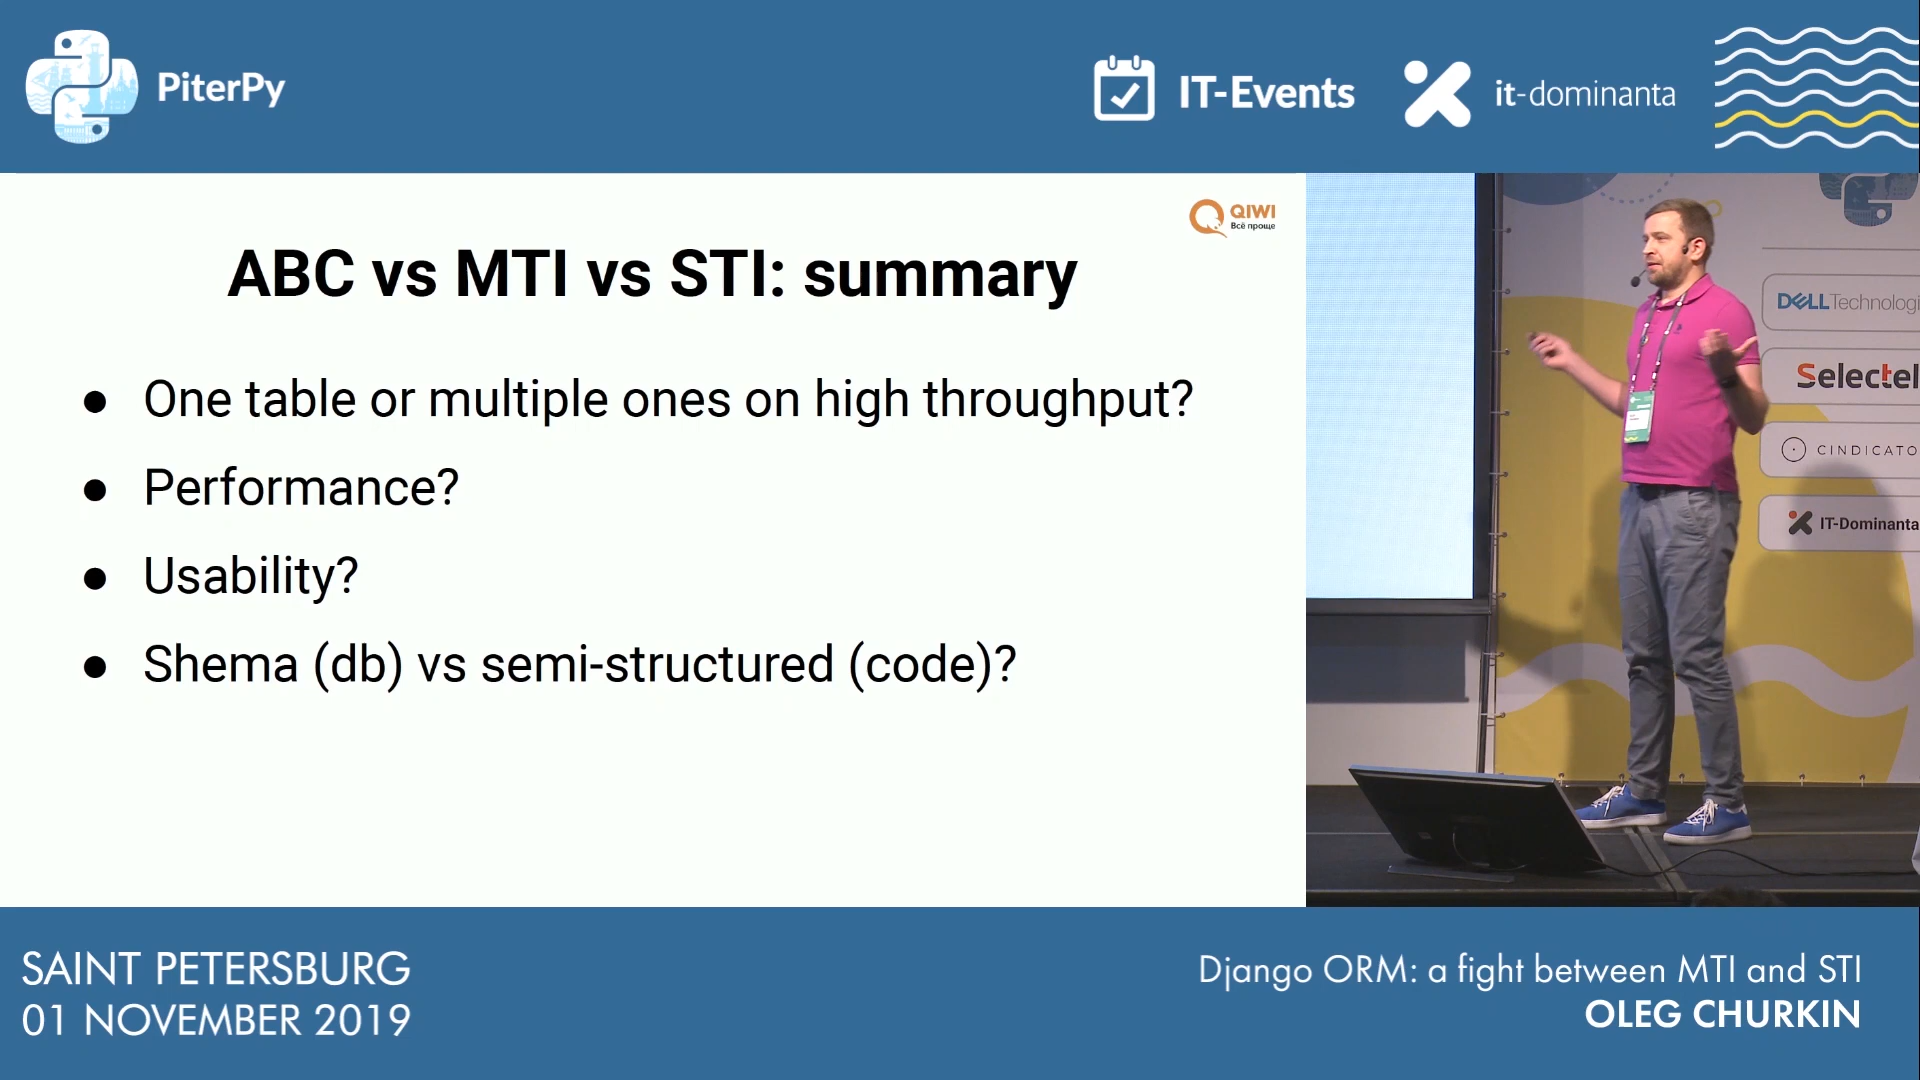 PiterPy
IT-Events
it-dominanta
QIWI
Всё проще
ABC vs MTI vs STI: summary
● One table or multiple ones on high throughput?
● Performance?
● Usability?
● Shema (db) vs semi-structured (code)?
DELL Technologi
Selectel
CINDICATO
IT-Dominanta
SAINT PETERSBURG
01 NOVEMBER 2019
Django ORM: a fight between MTI and STI
OLEG CHURKIN